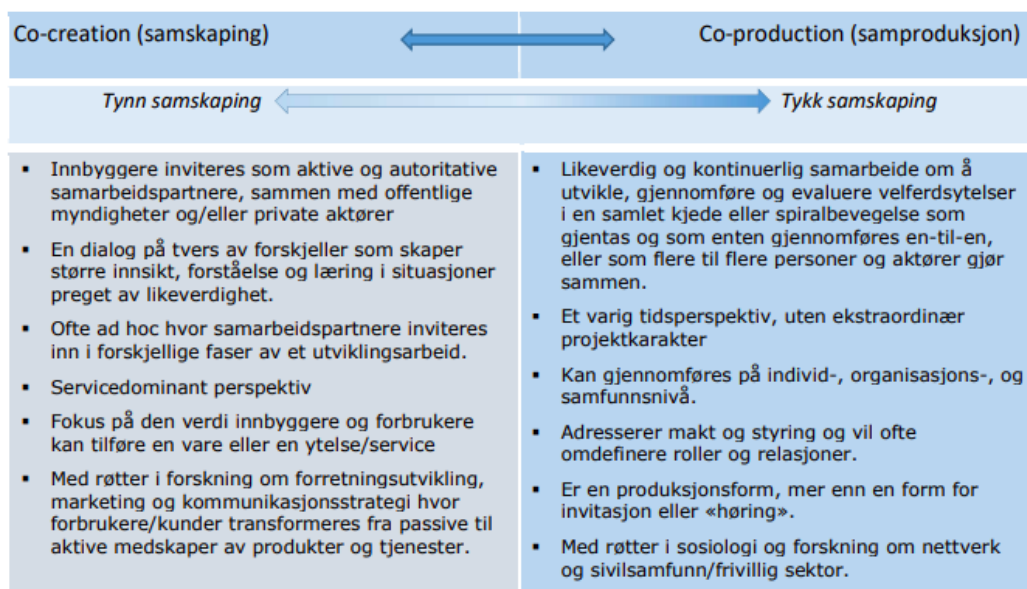 Co-creation (samskaping)
Co-production (samproduksjon)
Tynn samskaping
Tykk samskaping
▪ Innbyggere inviteres som aktive og autoritative
samarbeidspartnere, sammen med offentlige
myndigheter og/eller private aktører
▪ En dialog på tvers av forskjeller som skaper
større innsikt, forståelse og læring i situasjoner
preget av likeverdighet.
▪ Ofte ad hoc hvor samarbeidspartnere inviteres
inn i forskjellige faser av et utviklingsarbeid.
▪ Servicedominant perspektiv
▪ Fokus på den verdi innbyggere og forbrukere
kan tilføre en vare eller en ytelse/service
▪ Med røtter i forskning om forretningsutvikling,
marketing og kommunikasjonsstrategi hvor
forbrukere/kunder transformeres fra passive til
aktive medskaper av produkter og tjenester.
▪ Likeverdig og kontinuerlig samarbeide om å
utvikle, gjennomføre og evaluere velferdsytelser
i en samlet kjede eller spiralbevegelse som
gjentas og som enten gjennomføres en-til-en,
eller som flere til flere personer og aktører gjør
sammen.
▪ Et varig tidsperspektiv, uten ekstraordinær
projektkarakter
▪ Kan gjennomføres på individ-, organisasjons-, og
samfunnsnivå.
▪ Adresserer makt og styring og vil ofte
omdefinere roller og relasjoner.
▪ Er en produksjonsform, mer enn en form for
invitasjon eller «høring».
▪ Med røtter i sosiologi og forskning om nettverk
og sivilsamfunn/frivillig sektor.